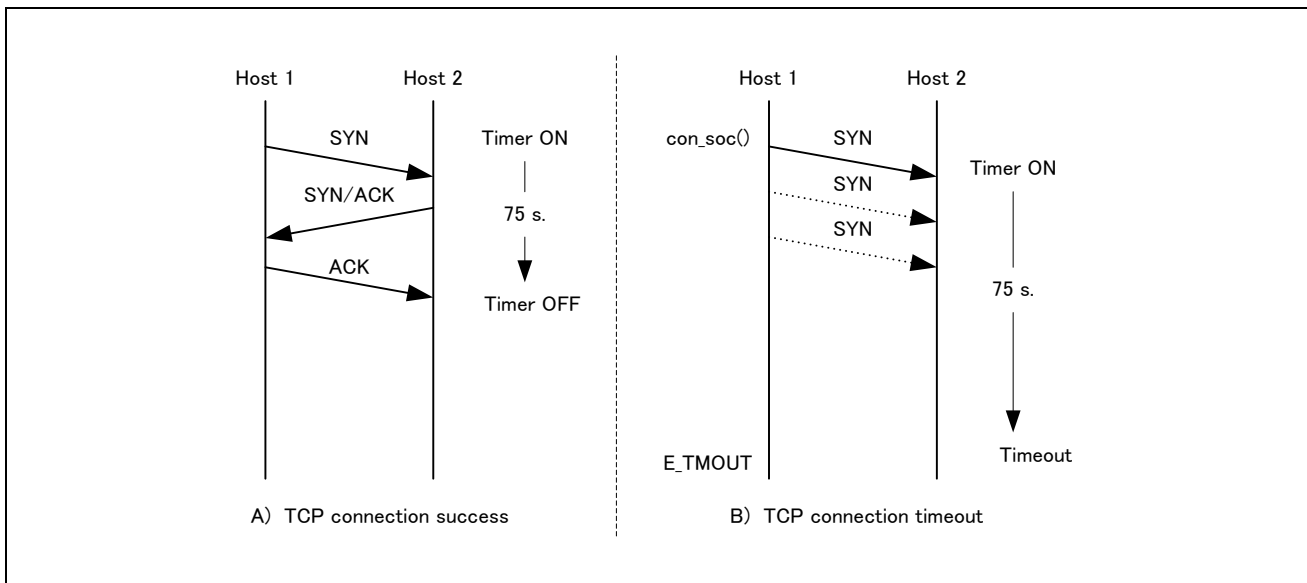 Host 1
Host 2
SYN
Timer ON
SYN/ACK
75 s.
ACK
Timer OFF
A) TCP connection success
Host 1
Host 2
con_soc()
SYN
Timer ON
SYN
SYN
75 s.
E_TMOUT
Timeout
B) TCP connection timeout